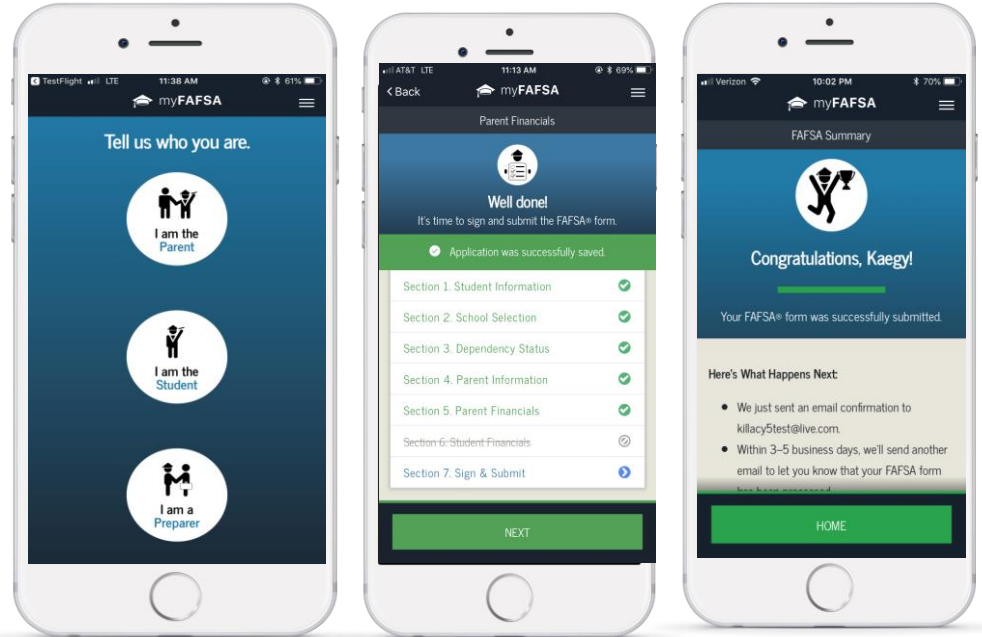 TestFlight LTE 11:38 AM 61%
myFAFSA
Tell us who you are.
I am the
Parent
I am the
Student
I am a
Preparer
AT&T LTE 11:13 AM 69%
<Back myFAFSA
Parent Financials
Well done!
It's time to sign and submit the FAFSA® form.
Application was successfully saved.
Section 1. Student Information
Section 2. School Selection
Section 3. Dependency Status
Section 4. Parent Information
Section 5. Parent Financials
Section 6. Student Financials
Section 7. Sign & Submit
NEXT
Verizon 10:02 PM 70%
myFAFSA
FAFSA Summary
Congratulations, Kaegy!
Your FAFSA® form was successfully submitted.
Here's What Happens Next:
• We just sent an email confirmation to
killacy5test@live.com.
• Within 3–5 business days, we'll send another
email to let you know that your FAFSA form
has been processed
HOME